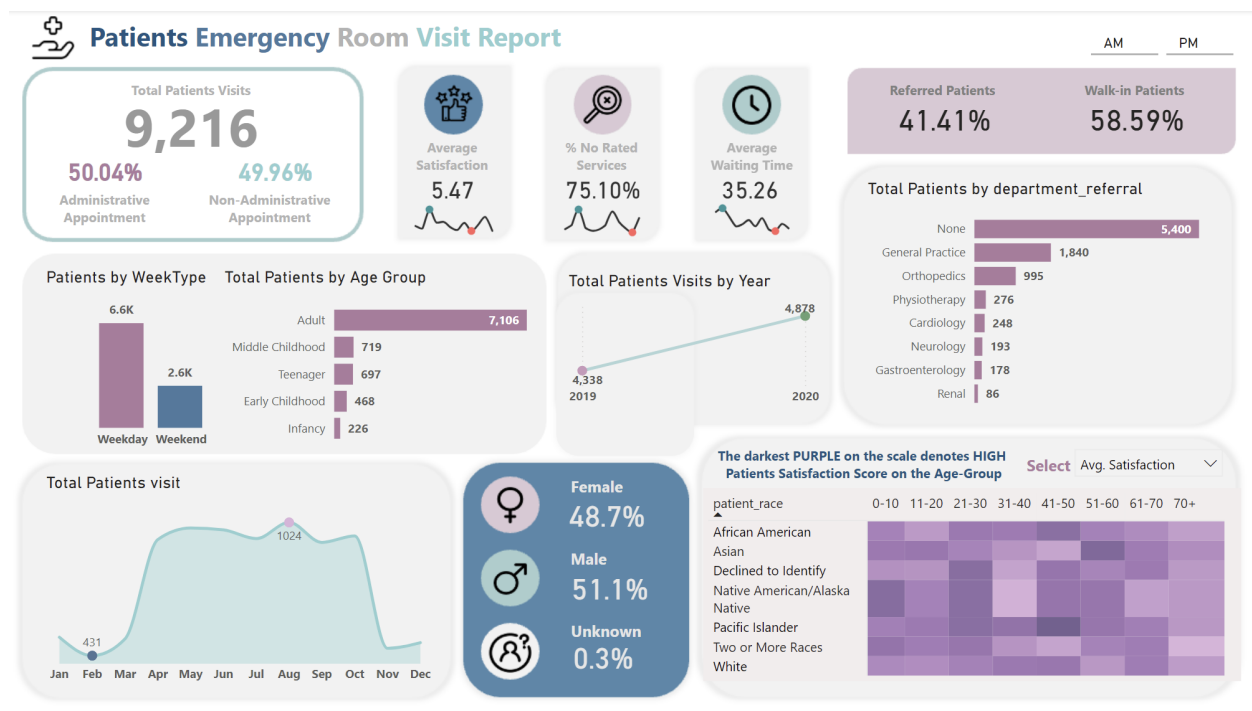 Patients Emergency Room Visit Report
AM
PM
Total Patients Visits
9,216
50.04%
49.96%
Administrative
Appointment
Non-Administrative
Appointment
Average
Satisfaction
5.47
% No Rated
Services
75.10%
Average
Waiting Time
35.26
Referred Patients
41.41%
Walk-in Patients
58.59%
Total Patients by department_referral
None
5,400
General Practice
1,840
Orthopedics
995
Physiotherapy
276
Cardiology
248
Neurology
193
Gastroenterology
178
Renal
86
Patients by WeekType
6.6K
2.6K
Weekday
Weekend
Total Patients by Age Group
Adult
7,106
Middle Childhood
719
Teenager
697
Early Childhood
468
Infancy
226
Total Patients Visits by Year
4,878
4,338
2019
2020
Total Patients visit
1024
431
Jan Feb Mar Apr May Jun Jul Aug Sep Oct Nov Dec
Female
48.7%
Male
51.1%
Unknown
0.3%
The darkest PURPLE on the scale denotes HIGH
Patients Satisfaction Score on the Age-Group
Select
Avg. Satisfaction
patient_race 0-10 11-20 21-30 31-40 41-50 51-60 61-70 70+
African American
Asian
Declined to Identify
Native American/Alaska
Native
Pacific Islander
Two or More Races
White